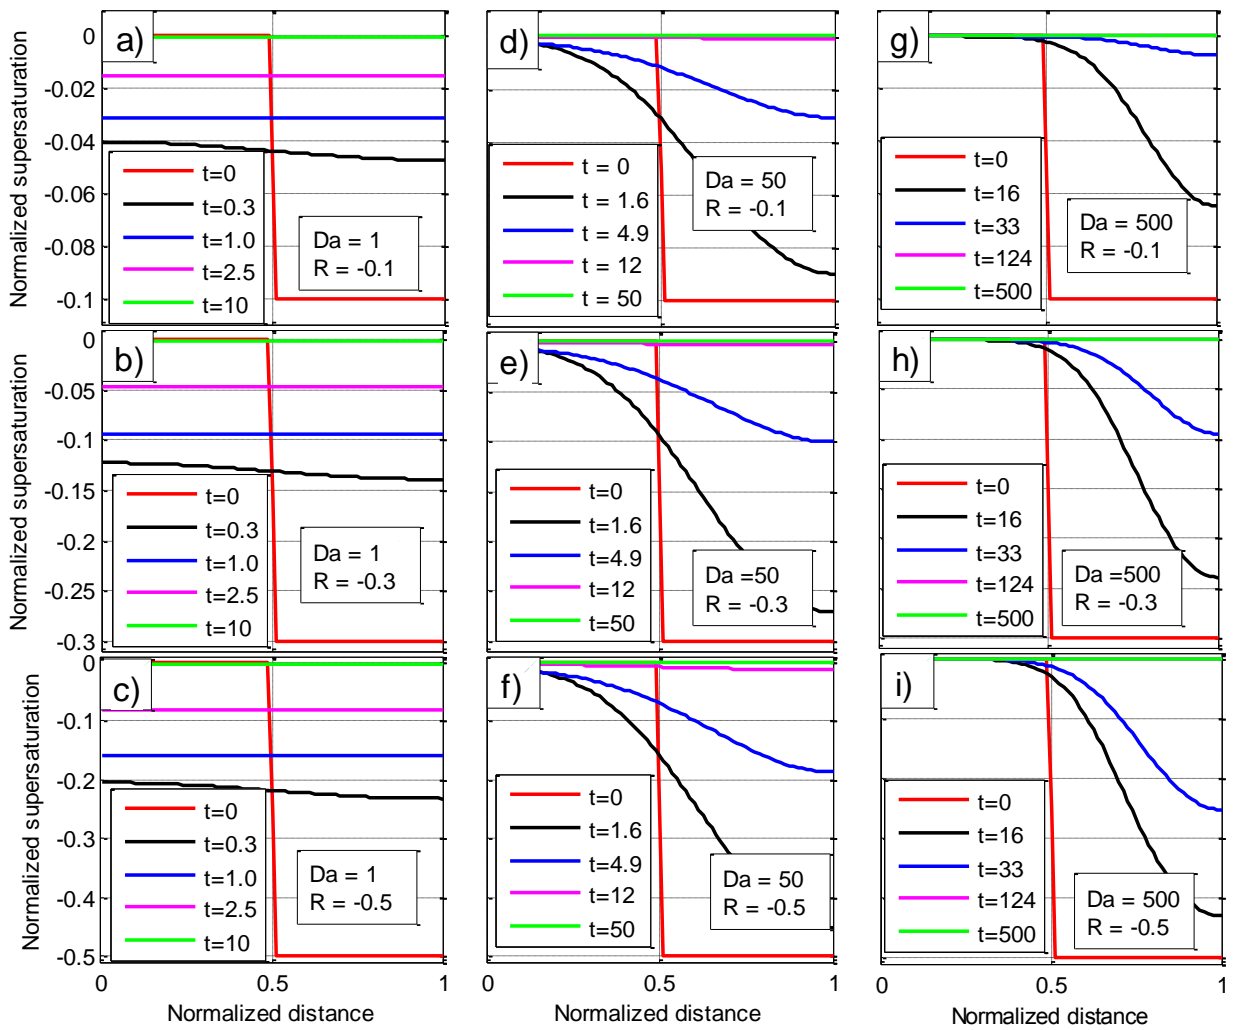 a)
Normalized supersaturation
0
-0.02
-0.04
-0.06
-0.08
-0.1
t=0
t=0.3
t=1.0
t=2.5
t=10
Da = 1
R = -0.1
d)
t = 0
t = 1.6
t = 4.9
t = 12
t = 50
Da = 50
R = -0.1
g)
t=0
t=16
t=33
t=124
t=500
Da = 500
R = -0.1
b)
Normalized supersaturation
0
-0.05
-0.1
-0.15
-0.2
-0.25
-0.3
t=0
t=0.3
t=1.0
t=2.5
t=10
Da = 1
R = -0.3
e)
t=0
t=1.6
t=4.9
t=12
t=50
Da =50
R = -0.3
h)
t=0
t=16
t=33
t=124
t=500
Da =500
R = -0.3
c)
Normalized supersaturation
0
-0.1
-0.2
-0.3
-0.4
-0.5
t=0
t=0.3
t=1.0
t=2.5
t=10
Da = 1
R = -0.5
0
0.5
1
Normalized distance
f)
t=0
t=1.6
t=4.9
t=12
t=50
Da = 50
R = -0.5
0
0.5
1
Normalized distance
i)
t=0
t=16
t=33
t=124
t=500
Da = 500
R = -0.5
0
0.5
1
Normalized distance